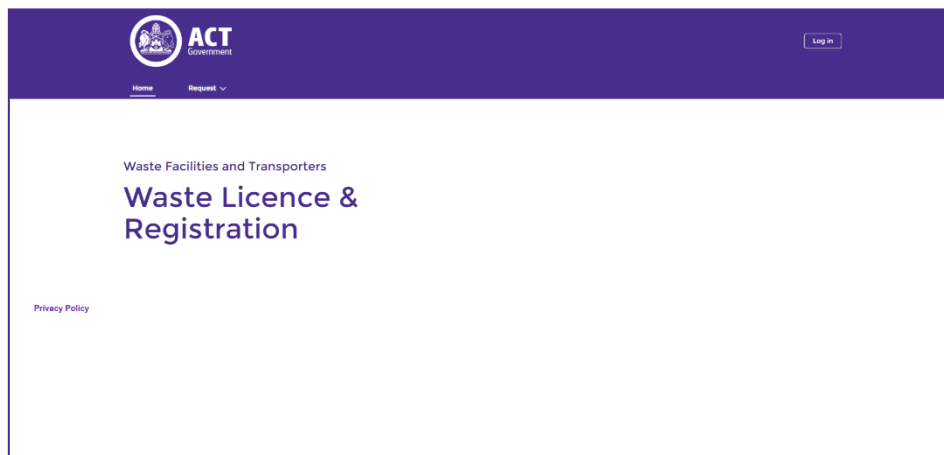 ACT
Government
Log in
Home
Request
Waste Facilities and Transporters
Waste Licence &
Registration
Privacy Policy